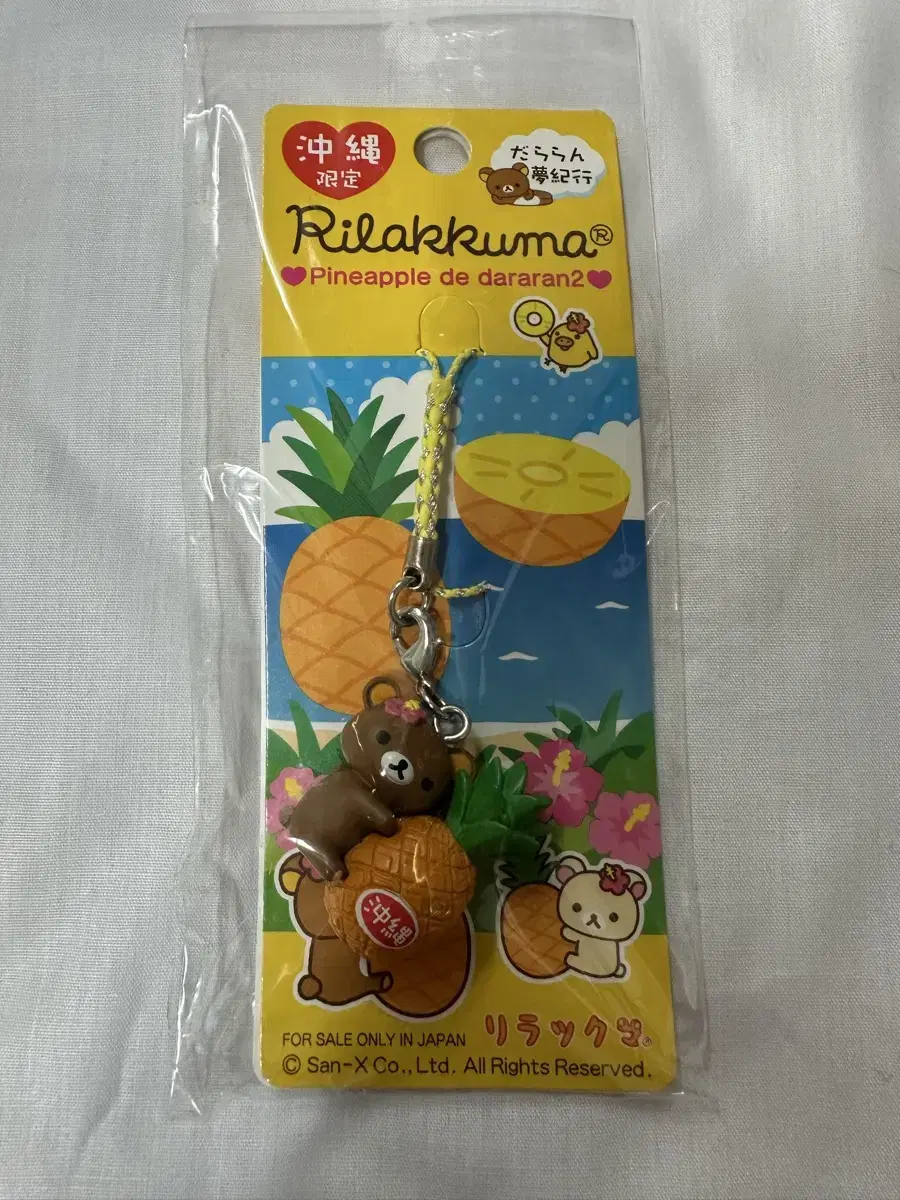 沖縄
限定
だららん
夢紀行
Rilakkuma®
Pineapple de dararan2
沖縄
FOR SALE ONLY IN JAPAN
リラックマ®
© San-X Co., Ltd. All Rights Reserved.